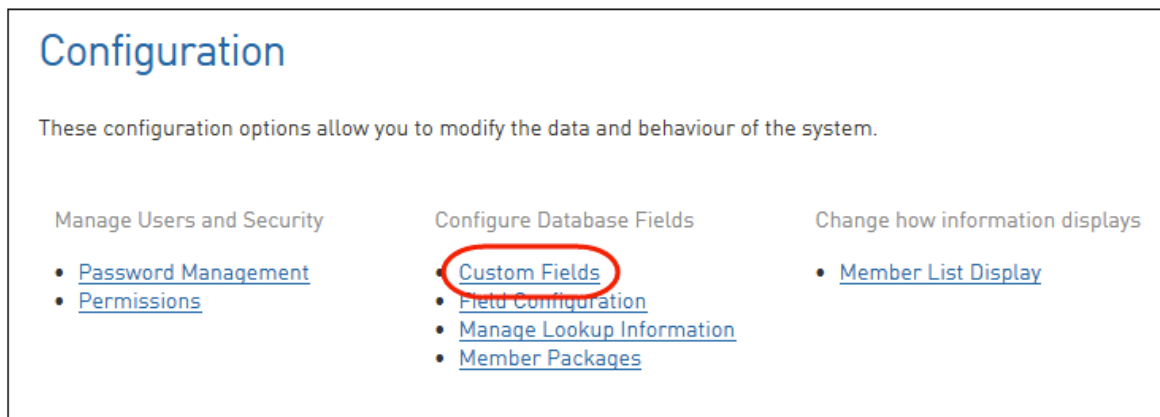 Configuration
These configuration options allow you to modify the data and behaviour of the system.
Manage Users and Security
• Password Management
• Permissions
Configure Database Fields
• Custom Fields
• Field Configuration
• Manage Lookup Information
• Member Packages
Change how information displays
• Member List Display